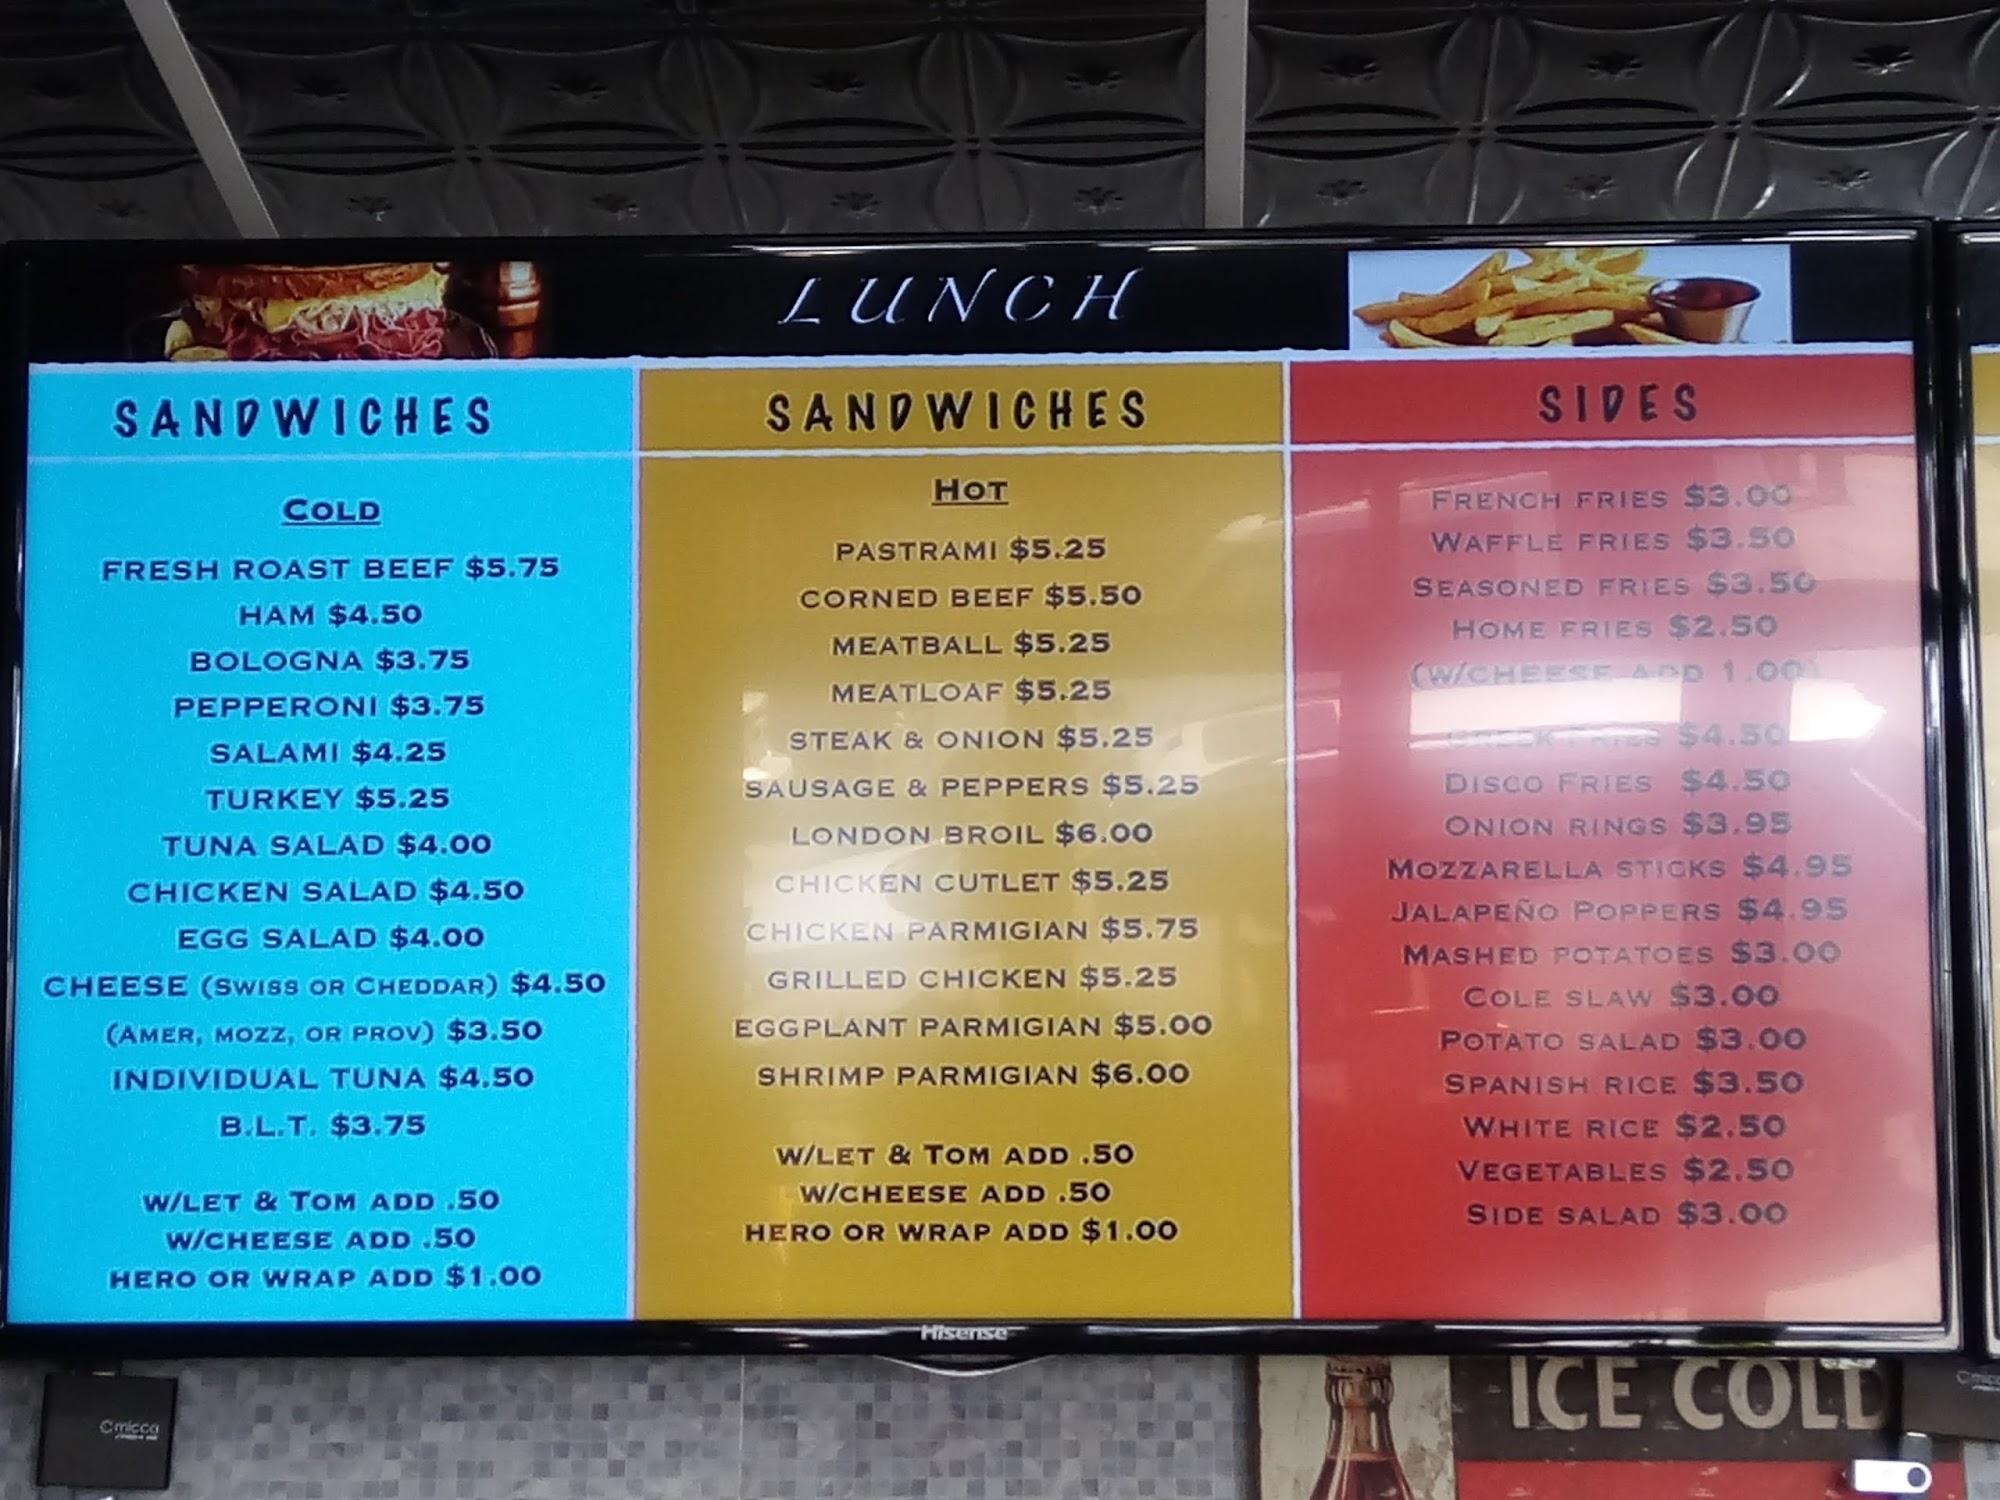 LUNCH
SANDWICHES
COLD
FRESH ROAST BEEF $5.75
HAM $4.50
BOLOGNA $3.75
PEPPERONI $3.75
SALAMI $4.25
TURKEY $5.25
TUNA SALAD $4.00
CHICKEN SALAD $4.50
EGG SALAD $4.00
CHEESE (SWISS OR CHEDDAR) $4.50
(AMER, MOZZ, OR PROV) $3.50
INDIVIDUAL TUNA $4.50
B.L.T. $3.75
W/LET & TOM ADD .50
W/CHEESE ADD .50
HERO OR WRAP ADD $1.00
SANDWICHES
HOT
PASTRAMI $5.25
CORNED BEEF $5.50
MEATBALL $5.25
MEATLOAF $5.25
STEAK & ONION $5.25
SAUSAGE & PEPPERS $5.25
LONDON BROIL $6.00
CHICKEN CUTLET $5.25
CHICKEN PARMIGIAN $5.75
GRILLED CHICKEN $5.25
EGGPLANT PARMIGIAN $5.00
SHRIMP PARMIGIAN $6.00
W/LET & TOM ADD .50
W/CHEESE ADD .50
HERO OR WRAP ADD $1.00
SIDES
FRENCH FRIES $3.00
WAFFLE FRIES $3.50
SEASONED FRIES $3.50
HOME FRIES $2.50
(W/CHEESE ADD 1.00)
GREEK FRIES $4.50
DISCO FRIES $4.50
ONION RINGS $3.95
MOZZARELLA STICKS $4.95
JALAPEÑO POPPERS $4.95
MASHED POTATOES $3.00
COLE SLAW $3.00
POTATO SALAD $3.00
SPANISH RICE $3.50
WHITE RICE $2.50
VEGETABLES $2.50
SIDE SALAD $3.00
Hisense
micca
ICE COLD